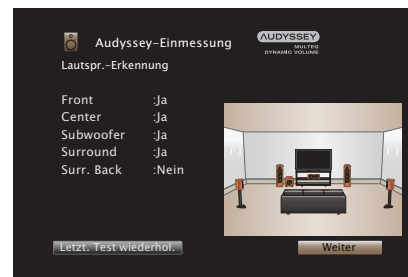 Audyssey-Einmessung
AUDYSSEY
MULTEQ
DYNAMIC VOLUME
Lautspr.-Erkennung
Front :Ja
Center :Ja
Subwoofer :Ja
Surround :Ja
Surr. Back :Nein
Letzt. Test wiederhol.
Weiter